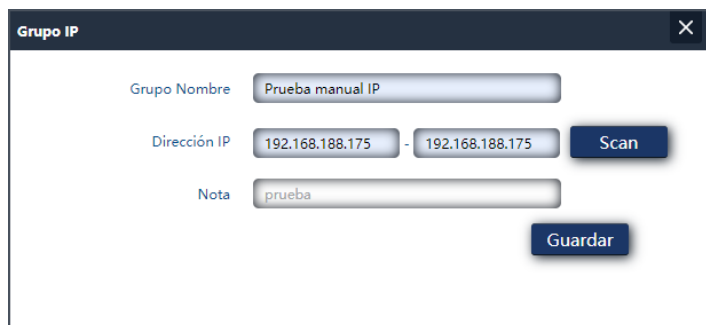 Grupo IP
Grupo Nombre Prueba manual IP
Dirección IP 192.168.188.175 - 192.168.188.175 Scan
Nota prueba
Guardar